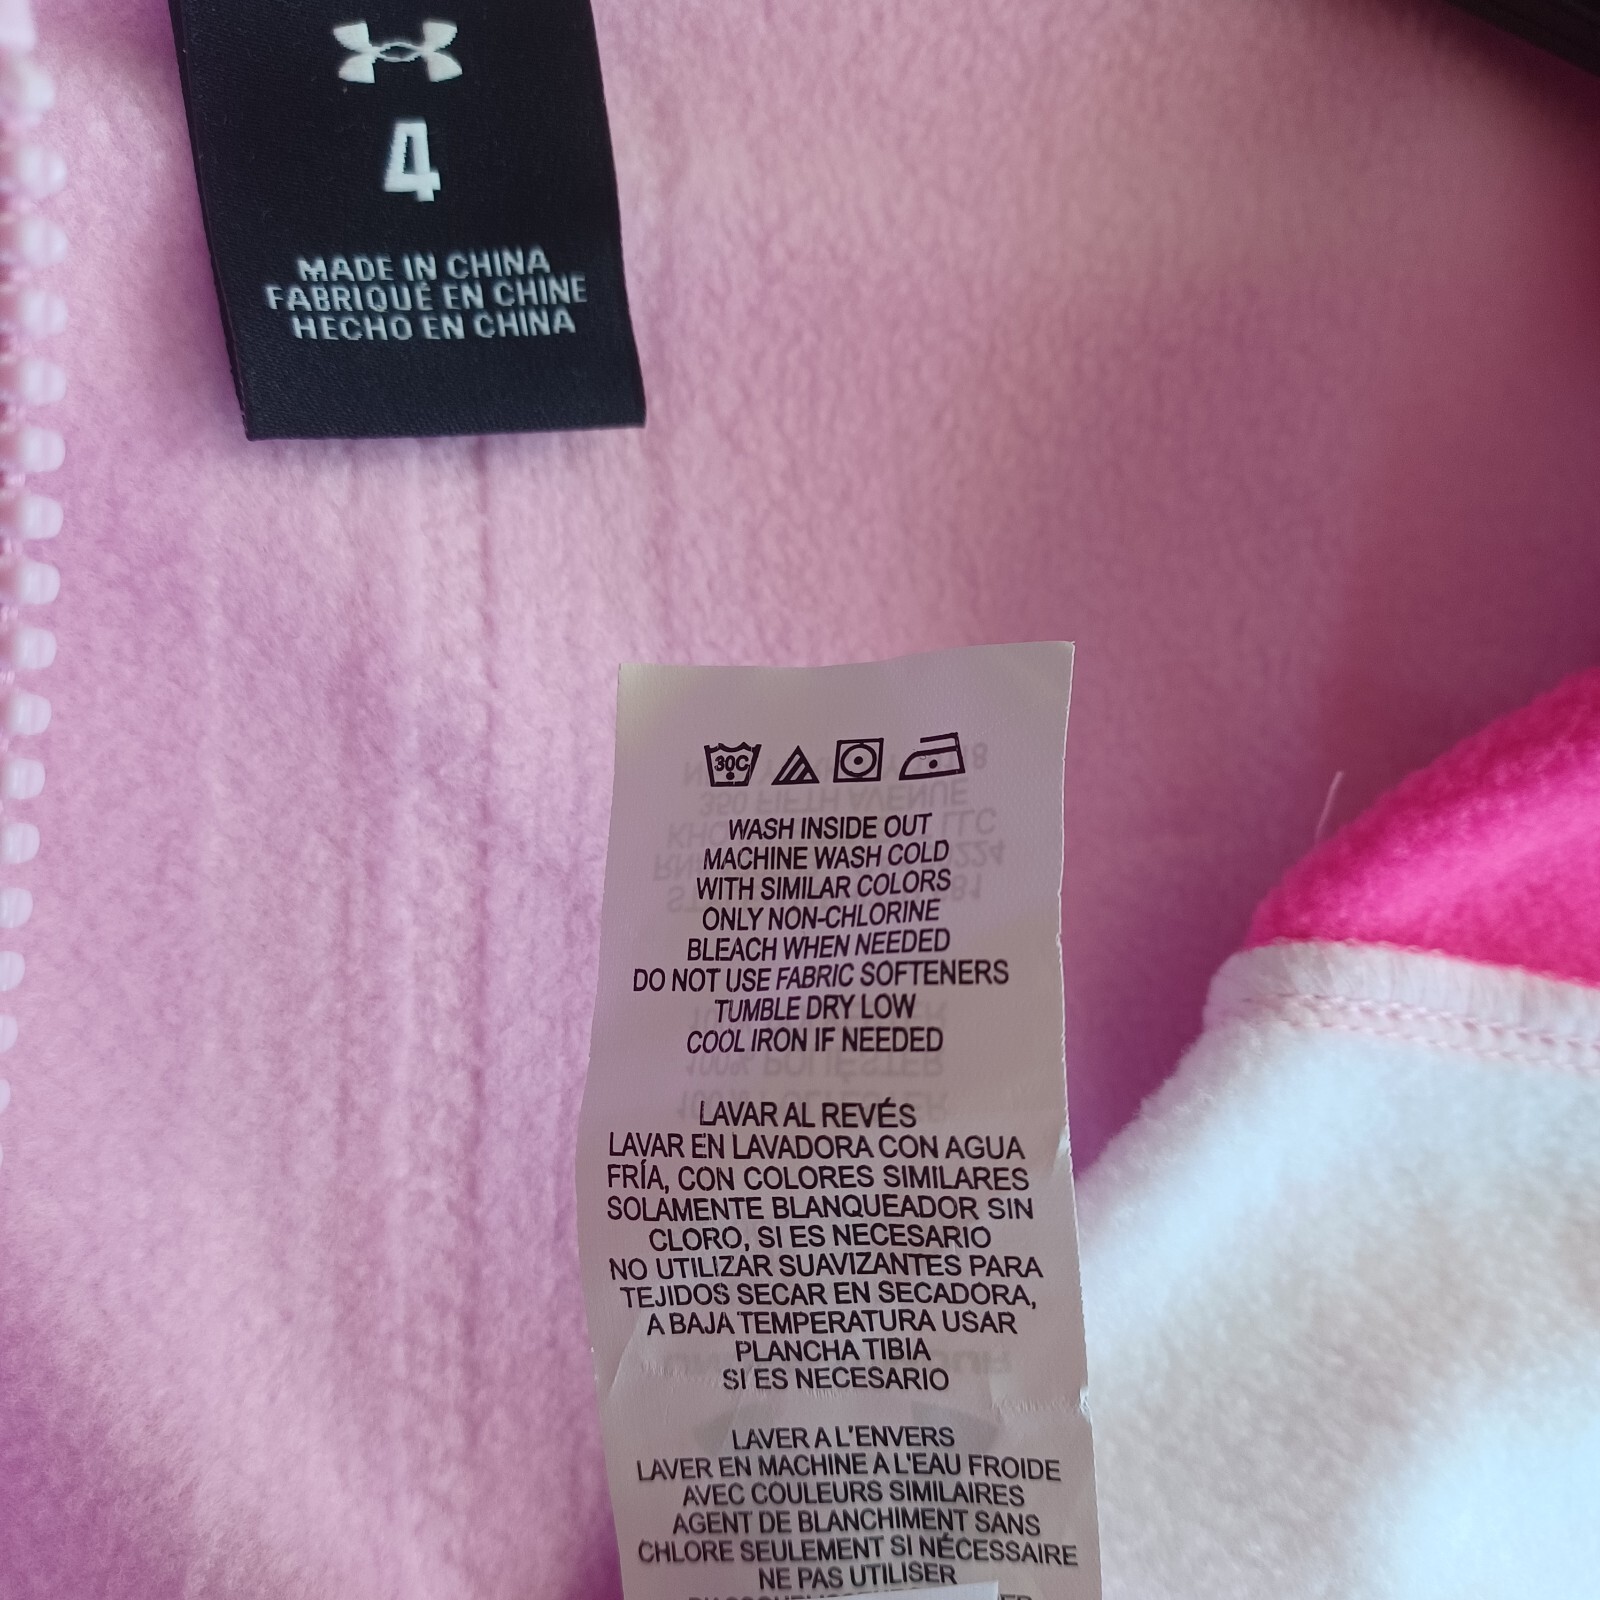 4
MADE IN CHINA
FABRIQUÉ EN CHINE
HECHO EN CHINA
30C
WASH INSIDE OUT
MACHINE WASH COLD
WITH SIMILAR COLORS
ONLY NON-CHLORINE
BLEACH WHEN NEEDED
DO NOT USE FABRIC SOFTENERS
TUMBLE DRY LOW
COOL IRON IF NEEDED
LAVAR AL REVÉS
LAVAR EN LAVADORA CON AGUA
FRÍA, CON COLORES SIMILARES
SOLAMENTE BLANQUEADOR SIN
CLORO, SI ES NECESARIO
NO UTILIZAR SUAVIZANTES PARA
TEJIDOS SECAR EN SECADORA,
A BAJA TEMPERATURA USAR
PLANCHA TIBIA
SI ES NECESARIO
LAVER A L'ENVERS
LAVER EN MACHINE A L'EAU FROIDE
AVEC COULEURS SIMILAIRES
AGENT DE BLANCHIMENT SANS
CHLORE SEULEMENT SI NÉCESSAIRE
NE PAS UTILISER